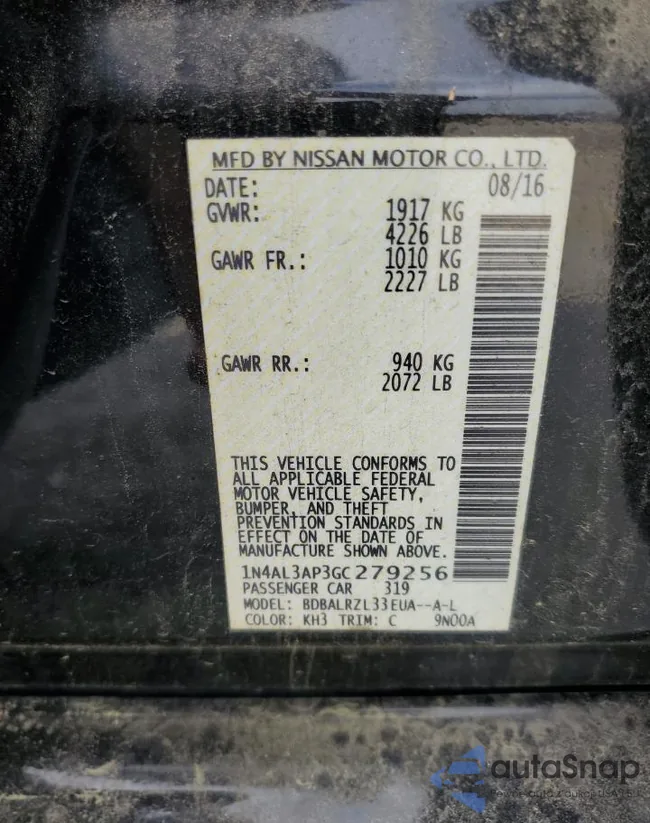 MFD BY NISSAN MOTOR CO., LTD.
DATE: 08/16
GVWR: 1917 KG
4226 LB
GAWR FR.: 1010 KG
2227 LB
GAWR RR.: 940 KG
2072 LB
THIS VEHICLE CONFORMS TO
ALL APPLICABLE FEDERAL
MOTOR VEHICLE SAFETY,
BUMPER, AND THEFT
PREVENTION STANDARDS IN
EFFECT ON THE DATE OF
MANUFACTURE SHOWN ABOVE.
1N4AL3AP3GC279256
PASSENGER CAR 319
MODEL: BDBALRZL33EUA--A-L
COLOR: KH3 TRIM: C 9N00A
autoSnap